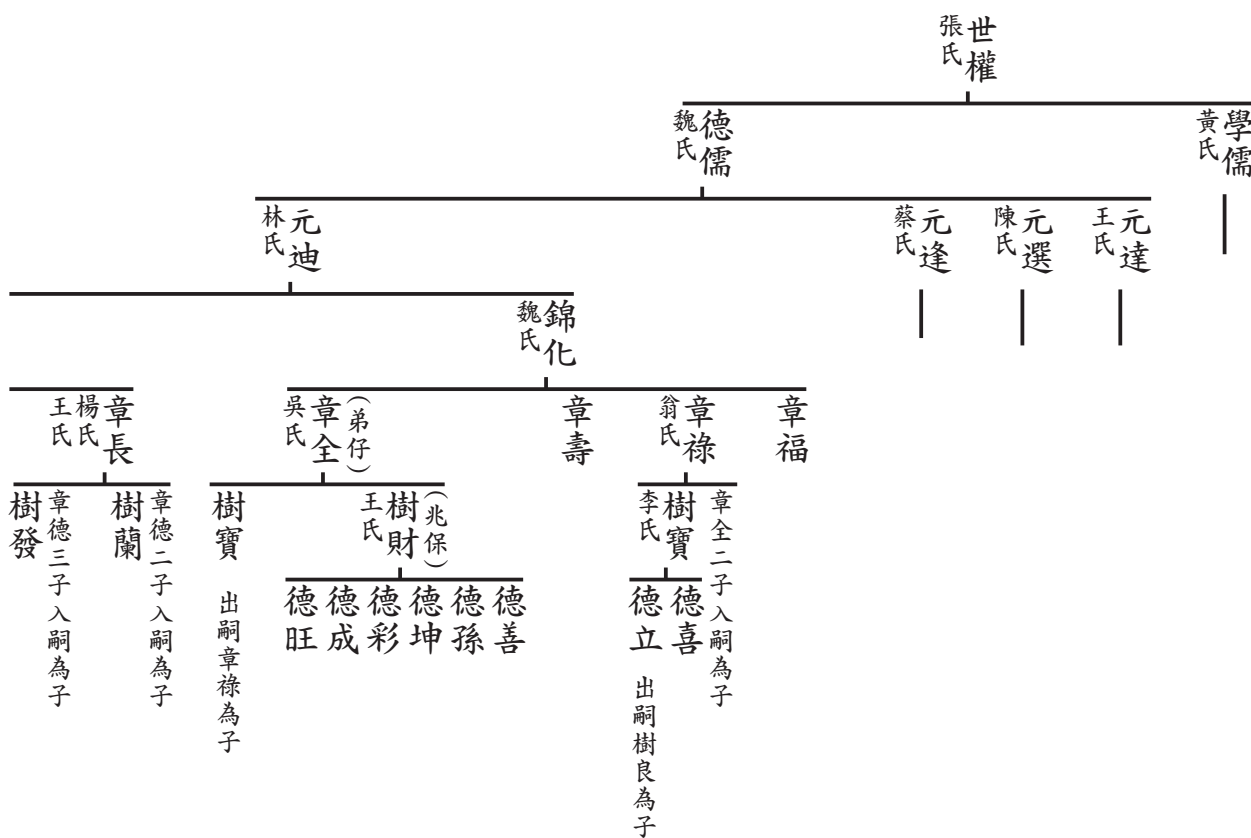 世權
張氏
學儒
黃氏
德儒
魏氏
元達
王氏
元選
陳氏
元逢
蔡氏
元迪
林氏
錦化
魏氏
章福
章祿
翁氏
章壽
(弟仔)
章全
吳氏
章長
楊氏
王氏
章全二子入嗣為子
樹寶
李氏
(兆保)
樹財
王氏
樹寶 出嗣章祿為子
章德二子入嗣為子
樹蘭
章德三子入嗣為子
樹發
德喜
德立 出嗣樹良為子
德善
德孫
德坤
德彩
德成
德旺